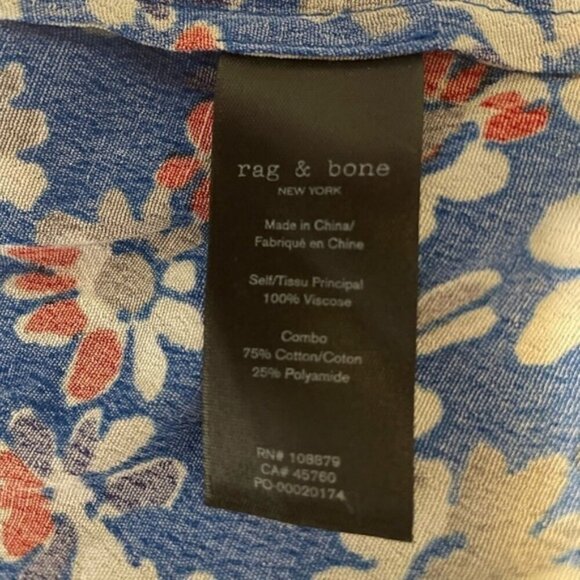 rag & bone
NEW YORK
Made in China/
Fabriqué en Chine
Self/Tissu Principal
100% Viscose
Combo
75% Cotton/Coton
25% Polyamide
RN# 108879
CA# 45760
PO-00020174